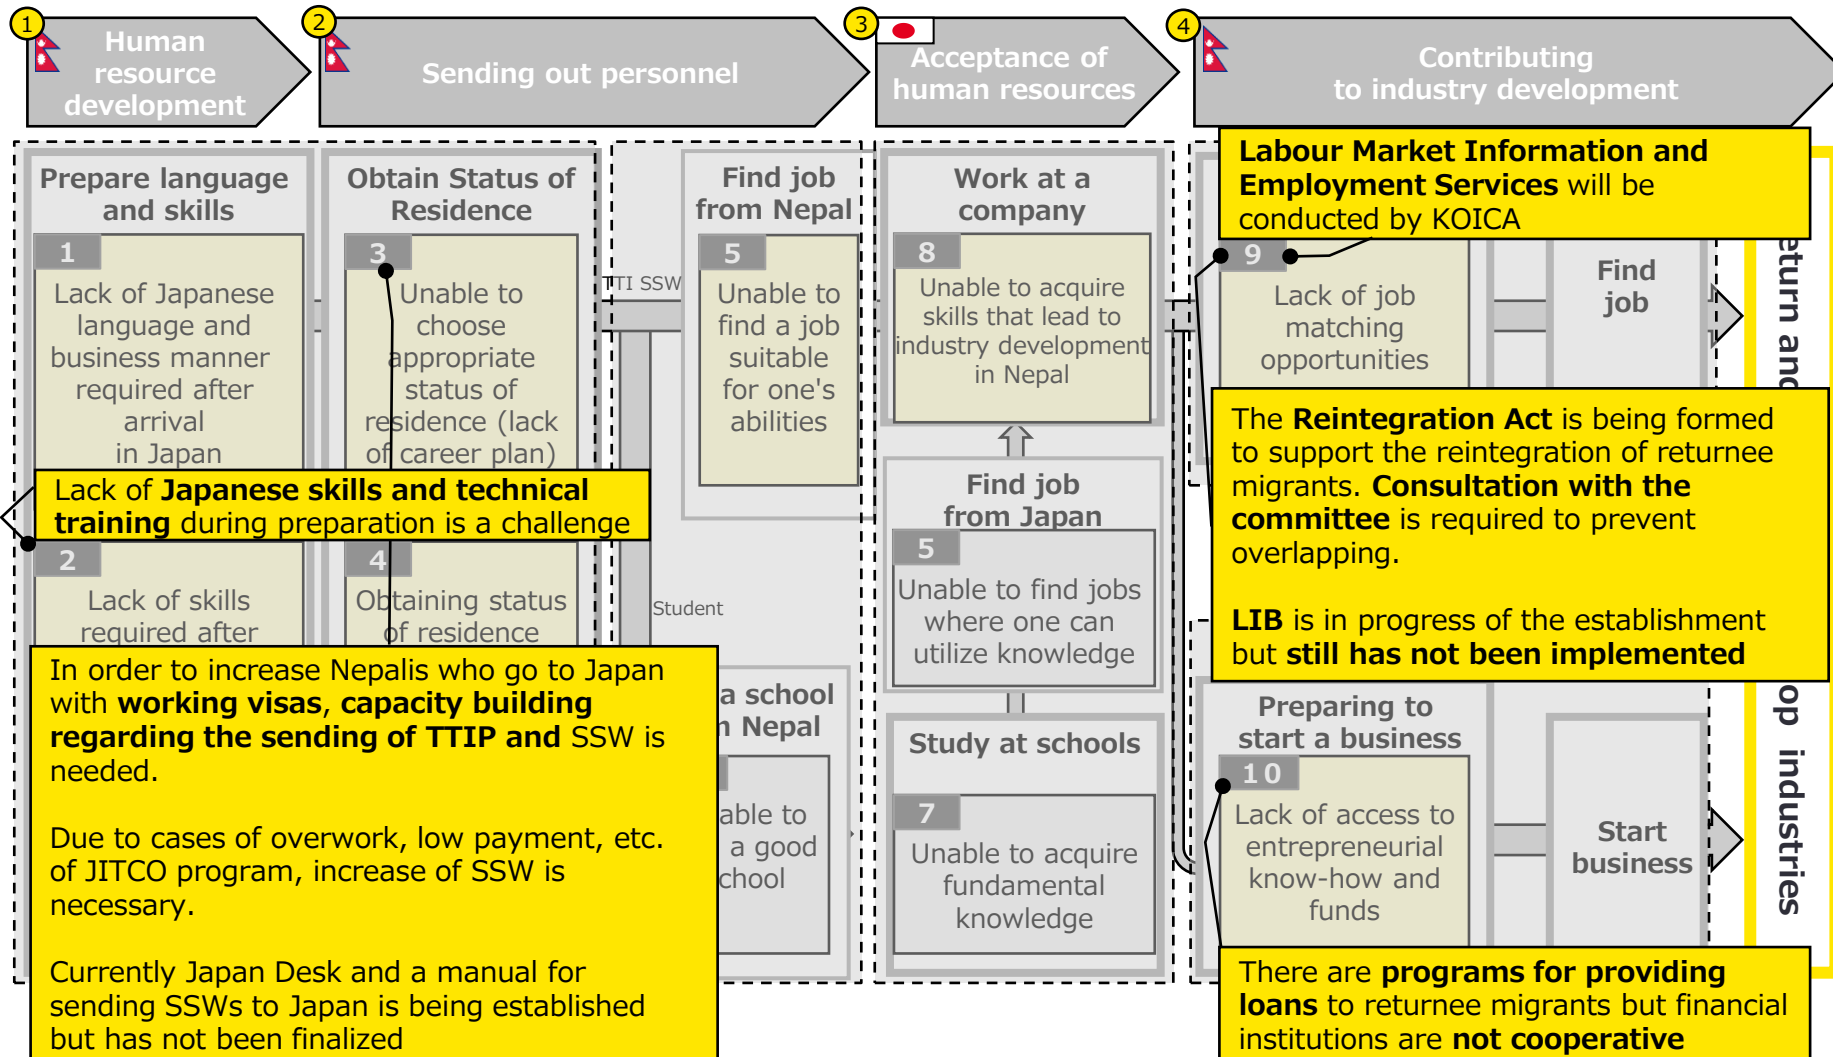 1
Human
resource
development
2
Sending out personnel
3
Acceptance of
human resources
4
Contributing
to industry development
Prepare language
and skills
1
Lack of Japanese
language and
business manner
required after
arrival
in Japan
Lack of Japanese skills and technical
training during preparation is a challenge
2
Lack of skills
required after
Obtain Status of
Residence
3
Unable to
choose
appropriate
status of
residence (lack
of career plan)
4
Obtaining status
of residence
In order to increase Nepalis who go to Japan
with working visas, capacity building
regarding the sending of TTIP and SSW is
needed.
Due to cases of overwork, low payment, etc.
of JITCO program, increase of SSW is
necessary.
Currently Japan Desk and a manual for
sending SSWs to Japan is being established
but has not been finalized
TTI SSW
Student
Find job
from Nepal
5
Unable to
find a job
suitable
for one's
abilities
a school
Nepal
able to
a good
chool
Work at a
company
8
Unable to acquire
skills that lead to
industry development
in Nepal
Find job
from Japan
5
Unable to find jobs
where one can
utilize knowledge
Study at schools
7
Unable to acquire
fundamental
knowledge
Labour Market Information and
Employment Services will be
conducted by KOICA
9
Lack of job
matching
opportunities
Find
job
The Reintegration Act is being formed
to support the reintegration of returnee
migrants. Consultation with the
committee is required to prevent
overlapping.
LIB is in progress of the establishment
but still has not been implemented
Preparing to
start a business
10
Lack of access to
entrepreneurial
know-how and
funds
Start
business
There are programs for providing
loans to returnee migrants but financial
institutions are not cooperative
eturn and
op industries